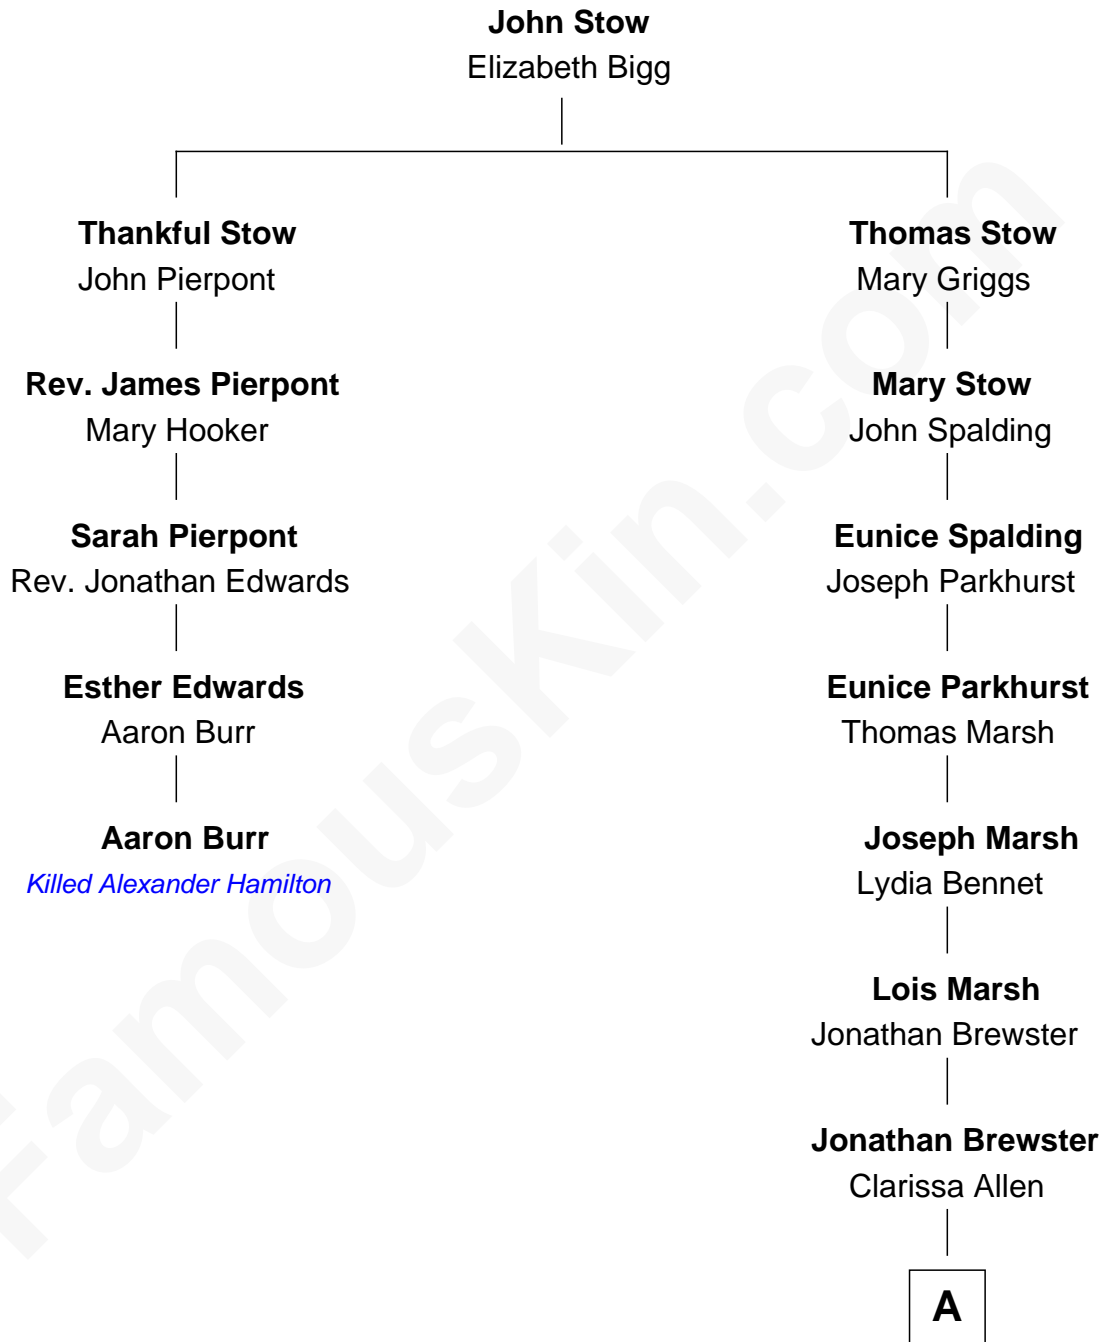 John Stow
Elizabeth Bigg
Thankful Stow
John Pierpont
Rev. James Pierpont
Mary Hooker
Sarah Pierpont
Rev. Jonathan Edwards
Esther Edwards
Aaron Burr
Aaron Burr
Killed Alexander Hamilton
Thomas Stow
Mary Griggs
Mary Stow
John Spalding
Eunice Spalding
Joseph Parkhurst
Eunice Parkhurst
Thomas Marsh
Joseph Marsh
Lydia Bennet
Lois Marsh
Jonathan Brewster
Jonathan Brewster
Clarissa Allen
A
FamousKin.com